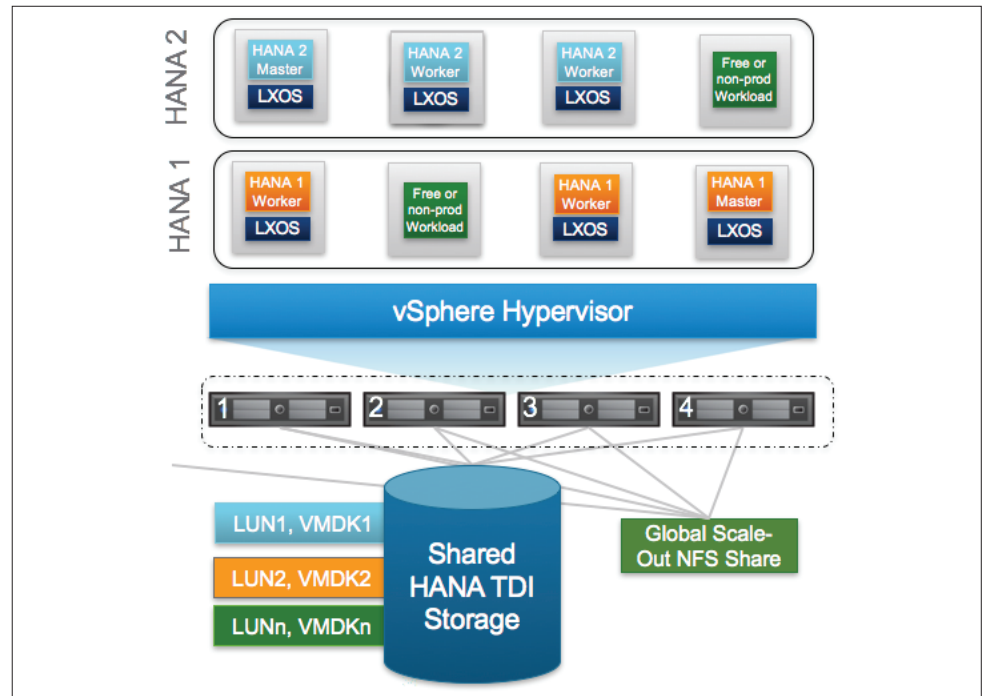 HANA 2
HANA 2
Master
LXOS
HANA 2
Worker
LXOS
HANA 2
Worker
LXOS
Free or
non-prod
Workload
HANA 1
HANA 1
Worker
LXOS
Free or
non-prod
Workload
HANA 1
Worker
LXOS
HANA 1
Master
LXOS
vSphere Hypervisor
1
2
3
4
LUN1, VMDK1
LUN2, VMDK2
LUNn, VMDKn
Shared
HANA TDI
Storage
Global Scale-
Out NFS Share